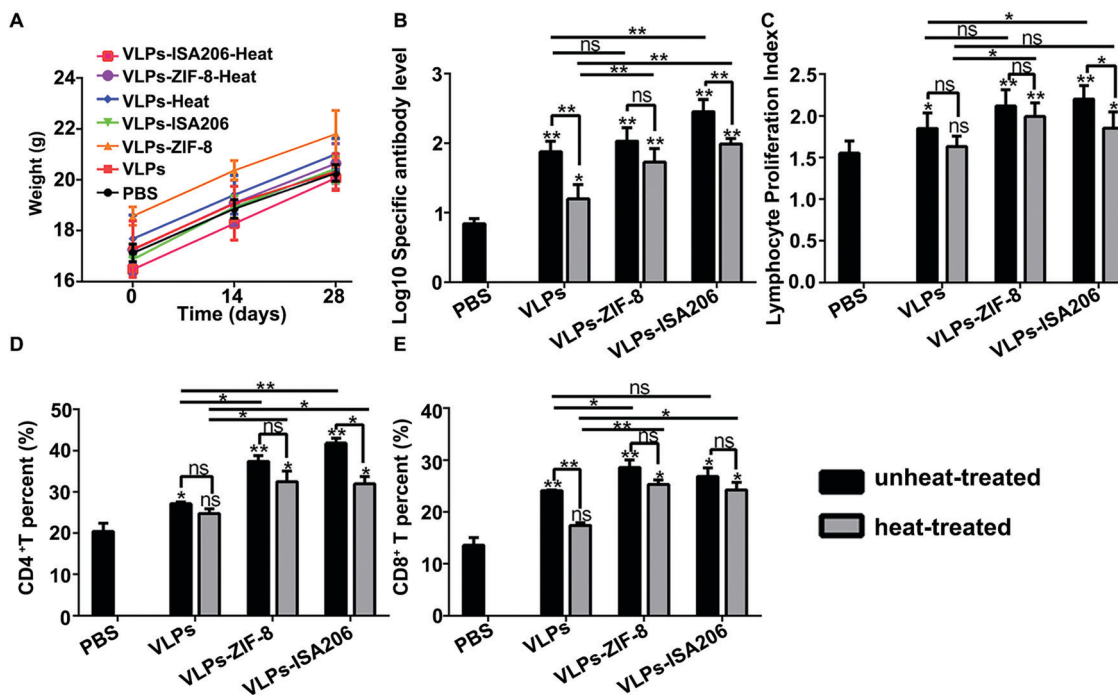 A
VLPs-ISA206-Heat
VLPs-ZIF-8-Heat
VLPs-Heat
VLPs-ISA206
VLPs-ZIF-8
VLPs
PBS
24
22
20
18
16
Weight (g)
0
14
28
Time (days)
B
**
ns
**
**
**
ns
**
**
*
**
**
**
**
3
2
1
0
Log10 Specific antibody level
PBS
VLPs
VLPs-ZIF-8
VLPs-ISA206
C
*
ns
ns
*
ns
ns
*
*
ns
**
**
**
*
2.5
2.0
1.5
1.0
0.5
0.0
Lymphocyte Proliferation Index
PBS
VLPs
VLPs-ZIF-8
VLPs-ISA206
D
**
*
*
*
ns
ns
*
*
ns
**
*
**
*
50
40
30
20
10
0
CD4⁺T percent (%)
PBS
VLPs
VLPs-ZIF-8
VLPs-ISA206
E
ns
*
*
**
**
ns
ns
**
ns
**
*
*
*
40
30
20
10
0
CD8⁺ T percent (%)
PBS
VLPs
VLPs-ZIF-8
VLPs-ISA206
unheat-treated
heat-treated